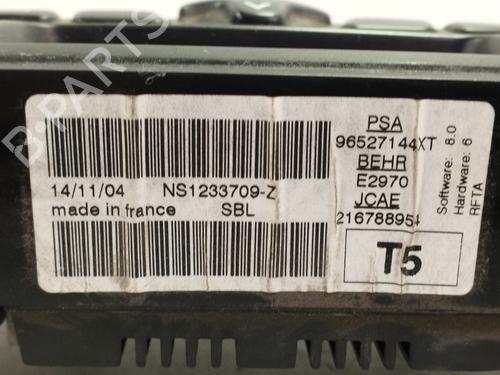 14/11/04 NS1233709-Z
made in france SBL
PSA
96527144XT
BEHR
E2970
JCAE
216788954
T5
Software: 8.0
Hardware: 6
RFTA
B-PARTS